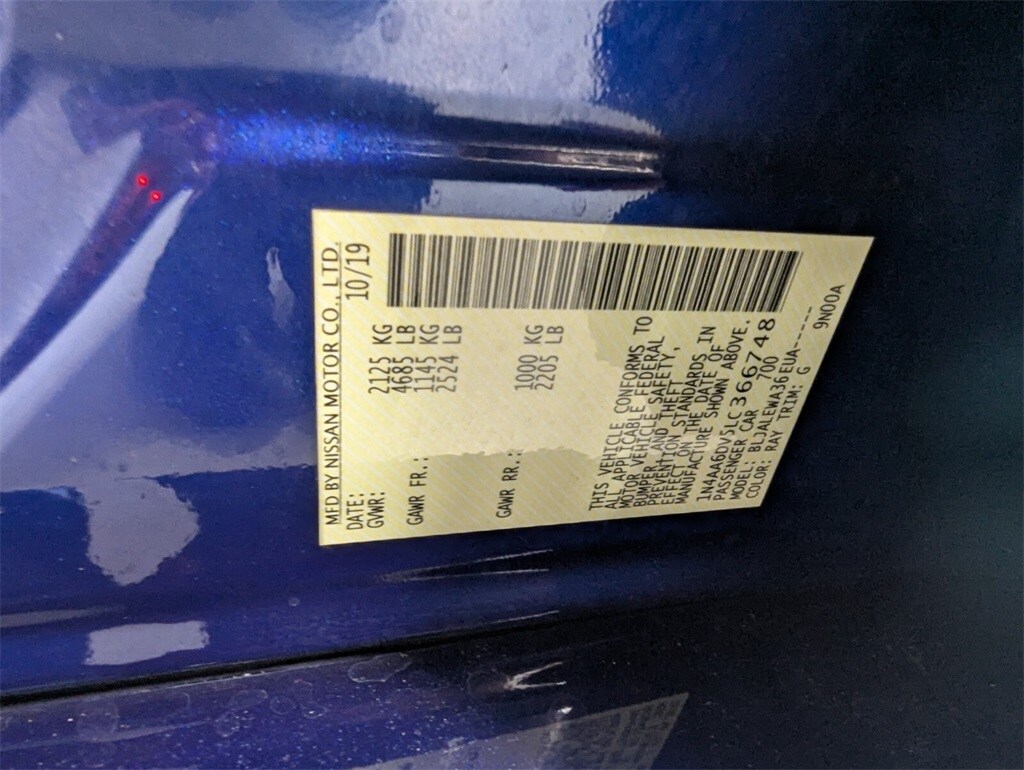 MFD BY NISSAN MOTOR CO., LTD.
DATE: 10/19
GVWR: 2125 KG
4685 LB
GAWR FR.: 1145 KG
2524 LB
GAWR RR.: 1000 KG
2205 LB
THIS VEHICLE CONFORMS TO
ALL APPLICABLE FEDERAL
MOTOR VEHICLE SAFETY,
BUMPER, AND THEFT
PREVENTION STANDARDS IN
EFFECT ON THE DATE OF
MANUFACTURE SHOWN ABOVE.
1N4AA6DV5LC366748
PASSENGER CAR 700
MODEL: BLJALEWA36EUA-----
COLOR: RAY TRIM: G 9N00A